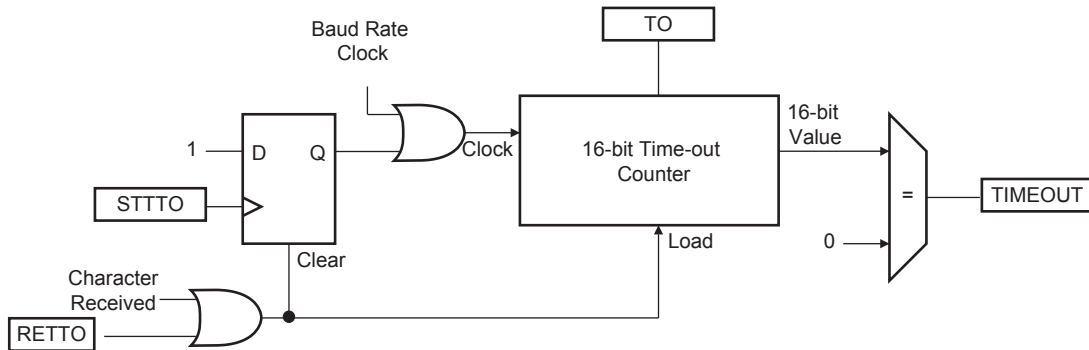 TO
Baud Rate
Clock
16-bit
Value
1
D
Q
Clock
16-bit Time-out
Counter
STTTO
=
TIMEOUT
Clear
Load
0
Character
Received
RETTO